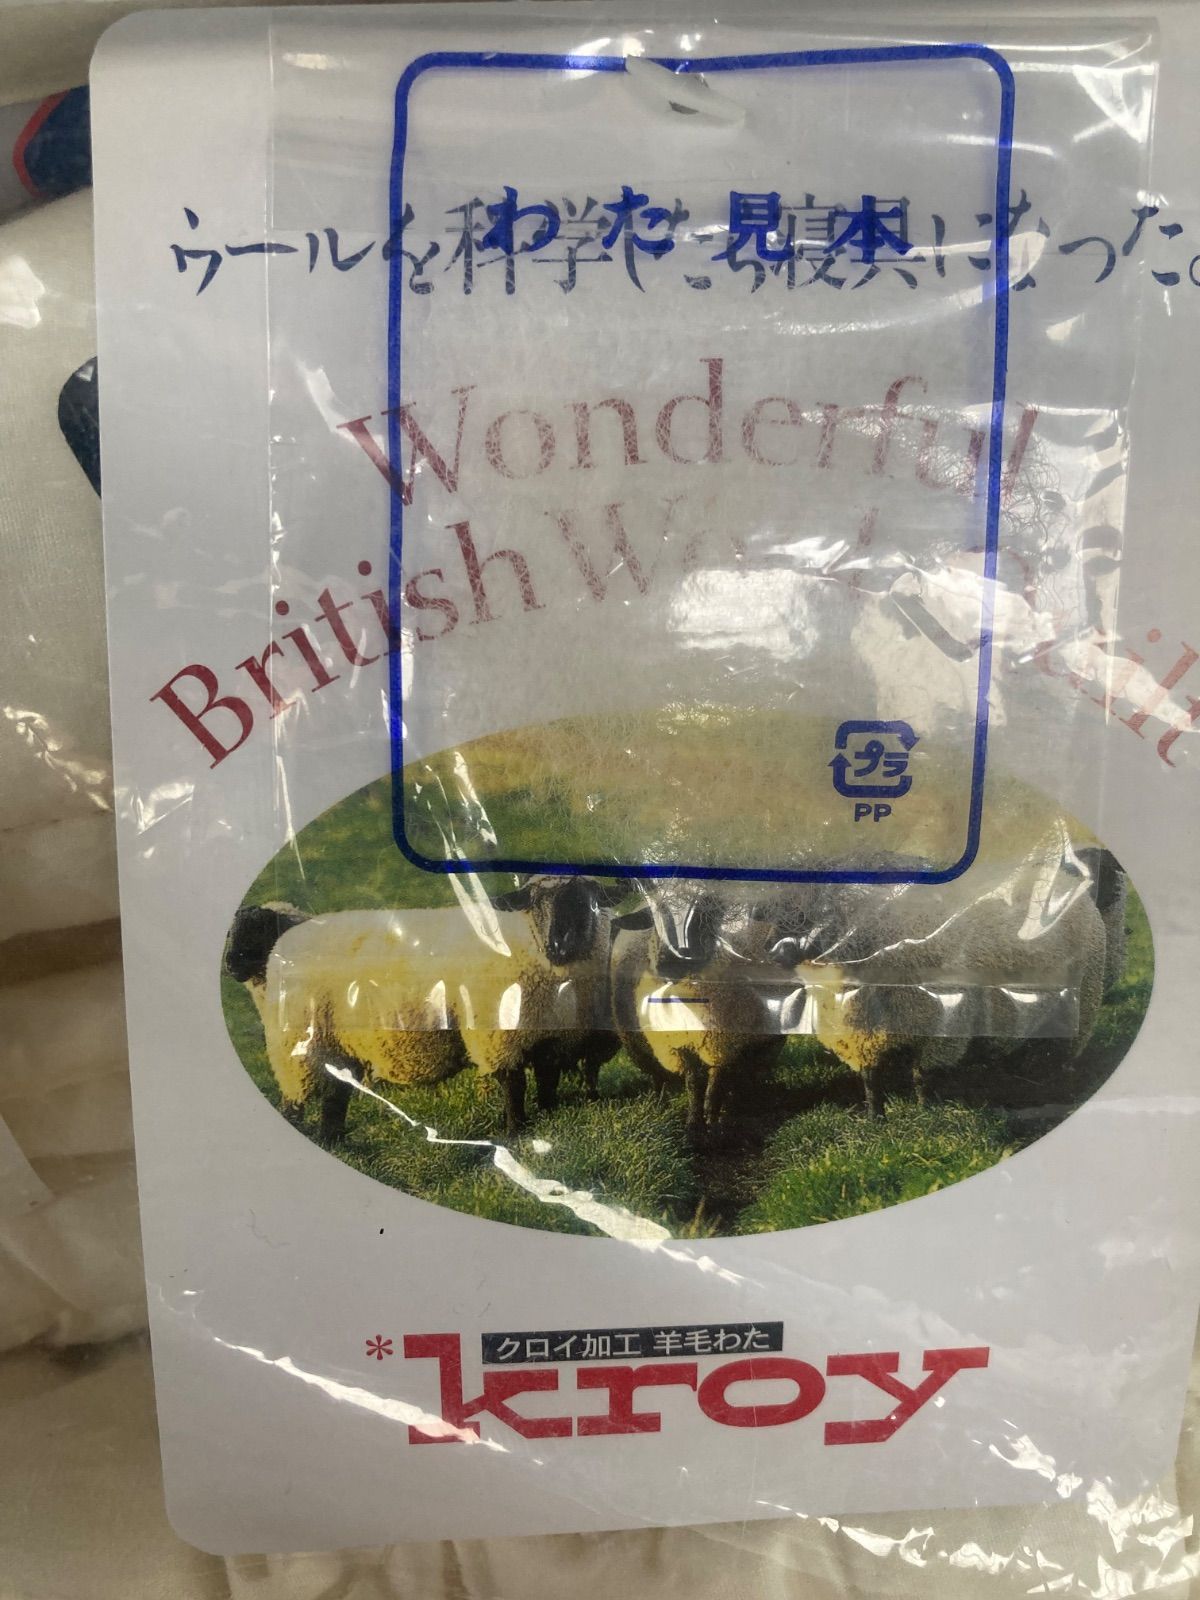 わた見本
ウールを科学したら寝具になった。
Wonderful
British Wool Quilt
プラ
PP
クロイ加工 羊毛わた
*kroy